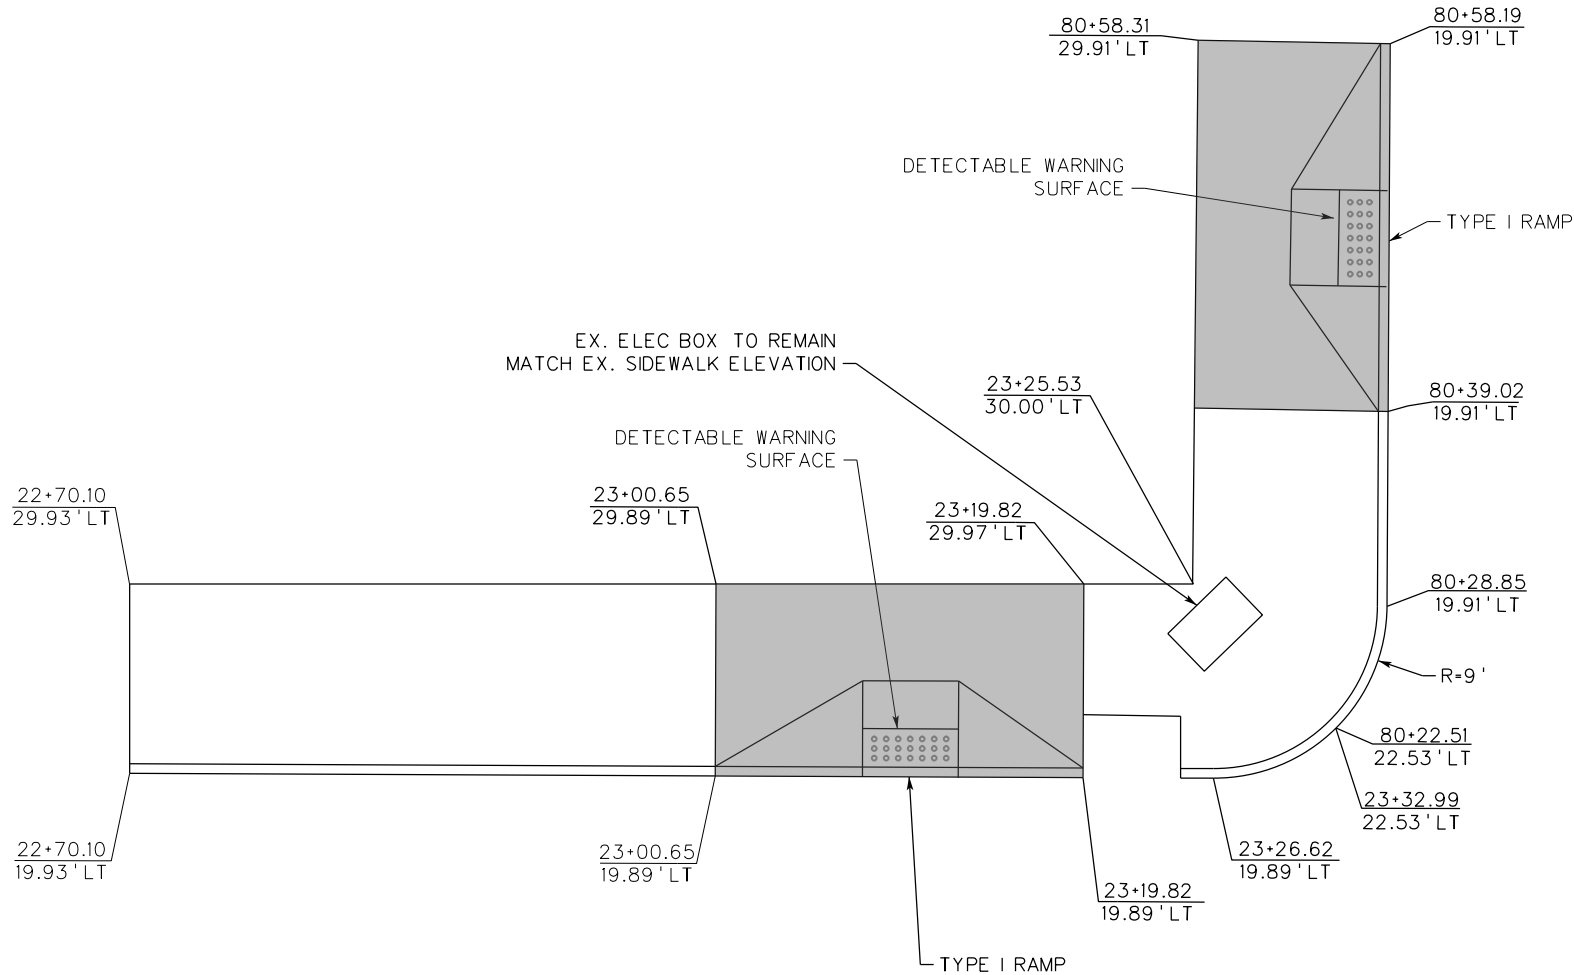 80+58.31
29.91'LT
80+58.19
19.91'LT
DETECTABLE WARNING
SURFACE
TYPE I RAMP
EX. ELEC BOX TO REMAIN
MATCH EX. SIDEWALK ELEVATION
23+25.53
30.00'LT
80+39.02
19.91'LT
DETECTABLE WARNING
SURFACE
22+70.10
29.93'LT
23+00.65
29.89'LT
23+19.82
29.97'LT
80+28.85
19.91'LT
R=9'
80+22.51
22.53'LT
23+32.99
22.53'LT
22+70.10
19.93'LT
23+00.65
19.89'LT
23+26.62
19.89'LT
23+19.82
19.89'LT
TYPE I RAMP